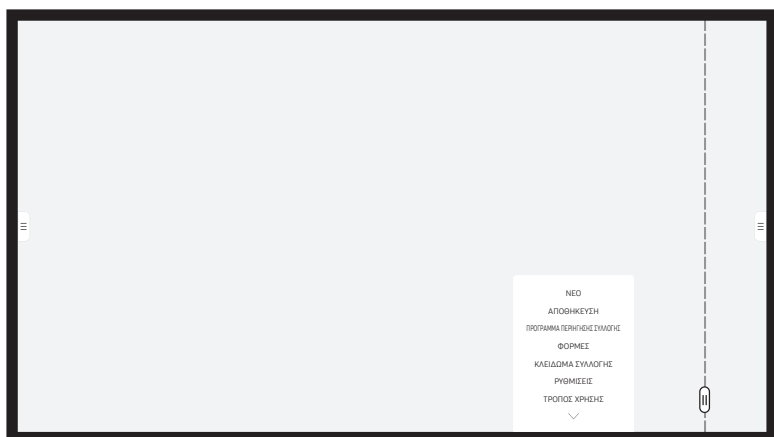 ΝΕΟ
ΑΠΟΘΗΚΕΥΣΗ
ΠΡΟΓΡΑΜΜΑ ΠΕΡΙΗΓΗΣΗΣ ΣΥΛΛΟΓΗΣ
ΦΟΡΜΕΣ
ΚΛΕΙΔΩΜΑ ΣΥΛΛΟΓΗΣ
ΡΥΘΜΙΣΕΙΣ
ΤΡΟΠΟΣ ΧΡΗΣΗΣ